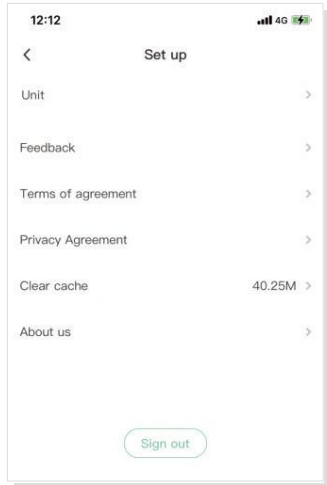 12:12 4G
Set up
Unit
Feedback
Terms of agreement
Privacy Agreement
Clear cache 40.25M
About us
Sign out